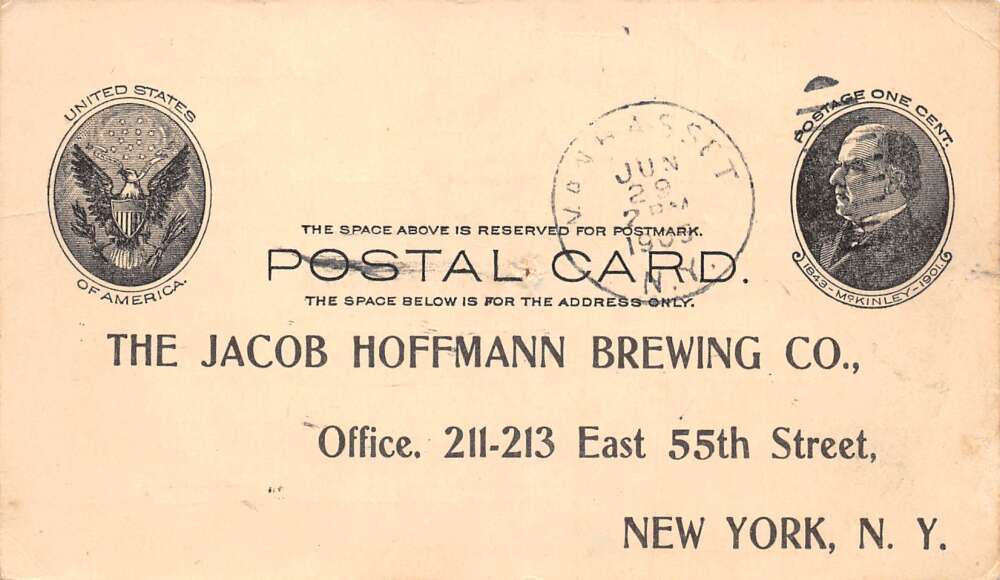 UNITED STATES
OF AMERICA.
POSTAGE ONE CENT.
1843-McKINLEY-1901.
MANHASSET
JUN
29
PM
N.Y.
THE SPACE ABOVE IS RESERVED FOR POSTMARK.
POSTAL CARD.
THE SPACE BELOW IS FOR THE ADDRESS ONLY.
THE JACOB HOFFMANN BREWING CO.,
Office. 211-213 East 55th Street,
NEW YORK, N. Y.